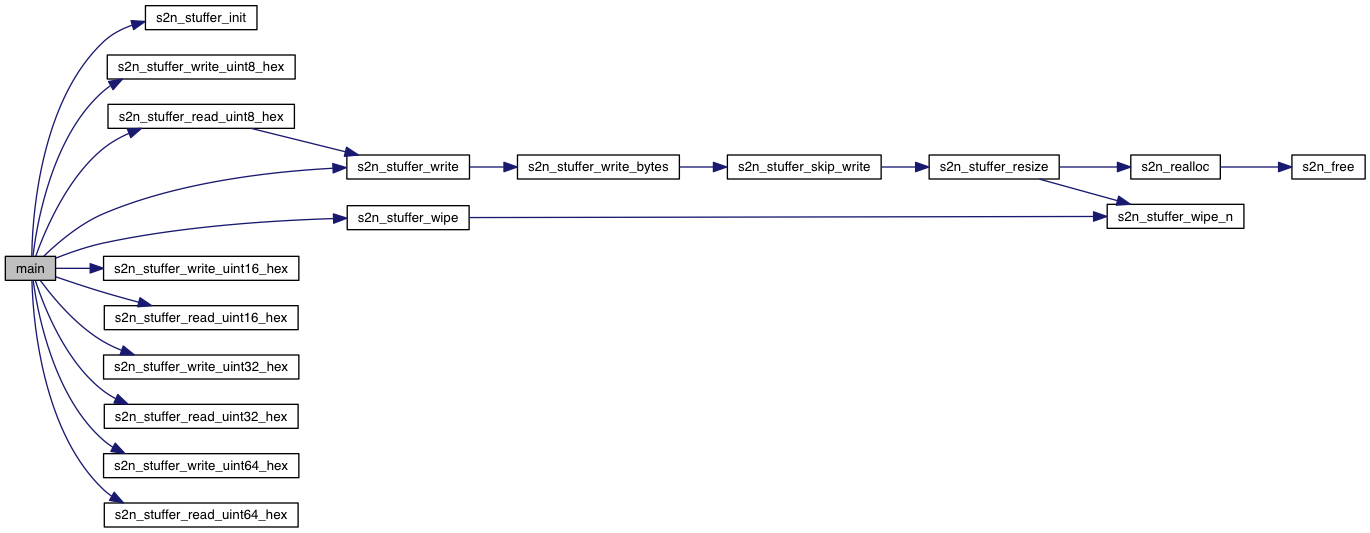 s2n_stuffer_init
s2n_stuffer_write_uint8_hex
s2n_stuffer_read_uint8_hex
s2n_stuffer_write
s2n_stuffer_write_bytes
s2n_stuffer_skip_write
s2n_stuffer_resize
s2n_realloc
s2n_free
s2n_stuffer_wipe
s2n_stuffer_wipe_n
main
s2n_stuffer_write_uint16_hex
s2n_stuffer_read_uint16_hex
s2n_stuffer_write_uint32_hex
s2n_stuffer_read_uint32_hex
s2n_stuffer_write_uint64_hex
s2n_stuffer_read_uint64_hex